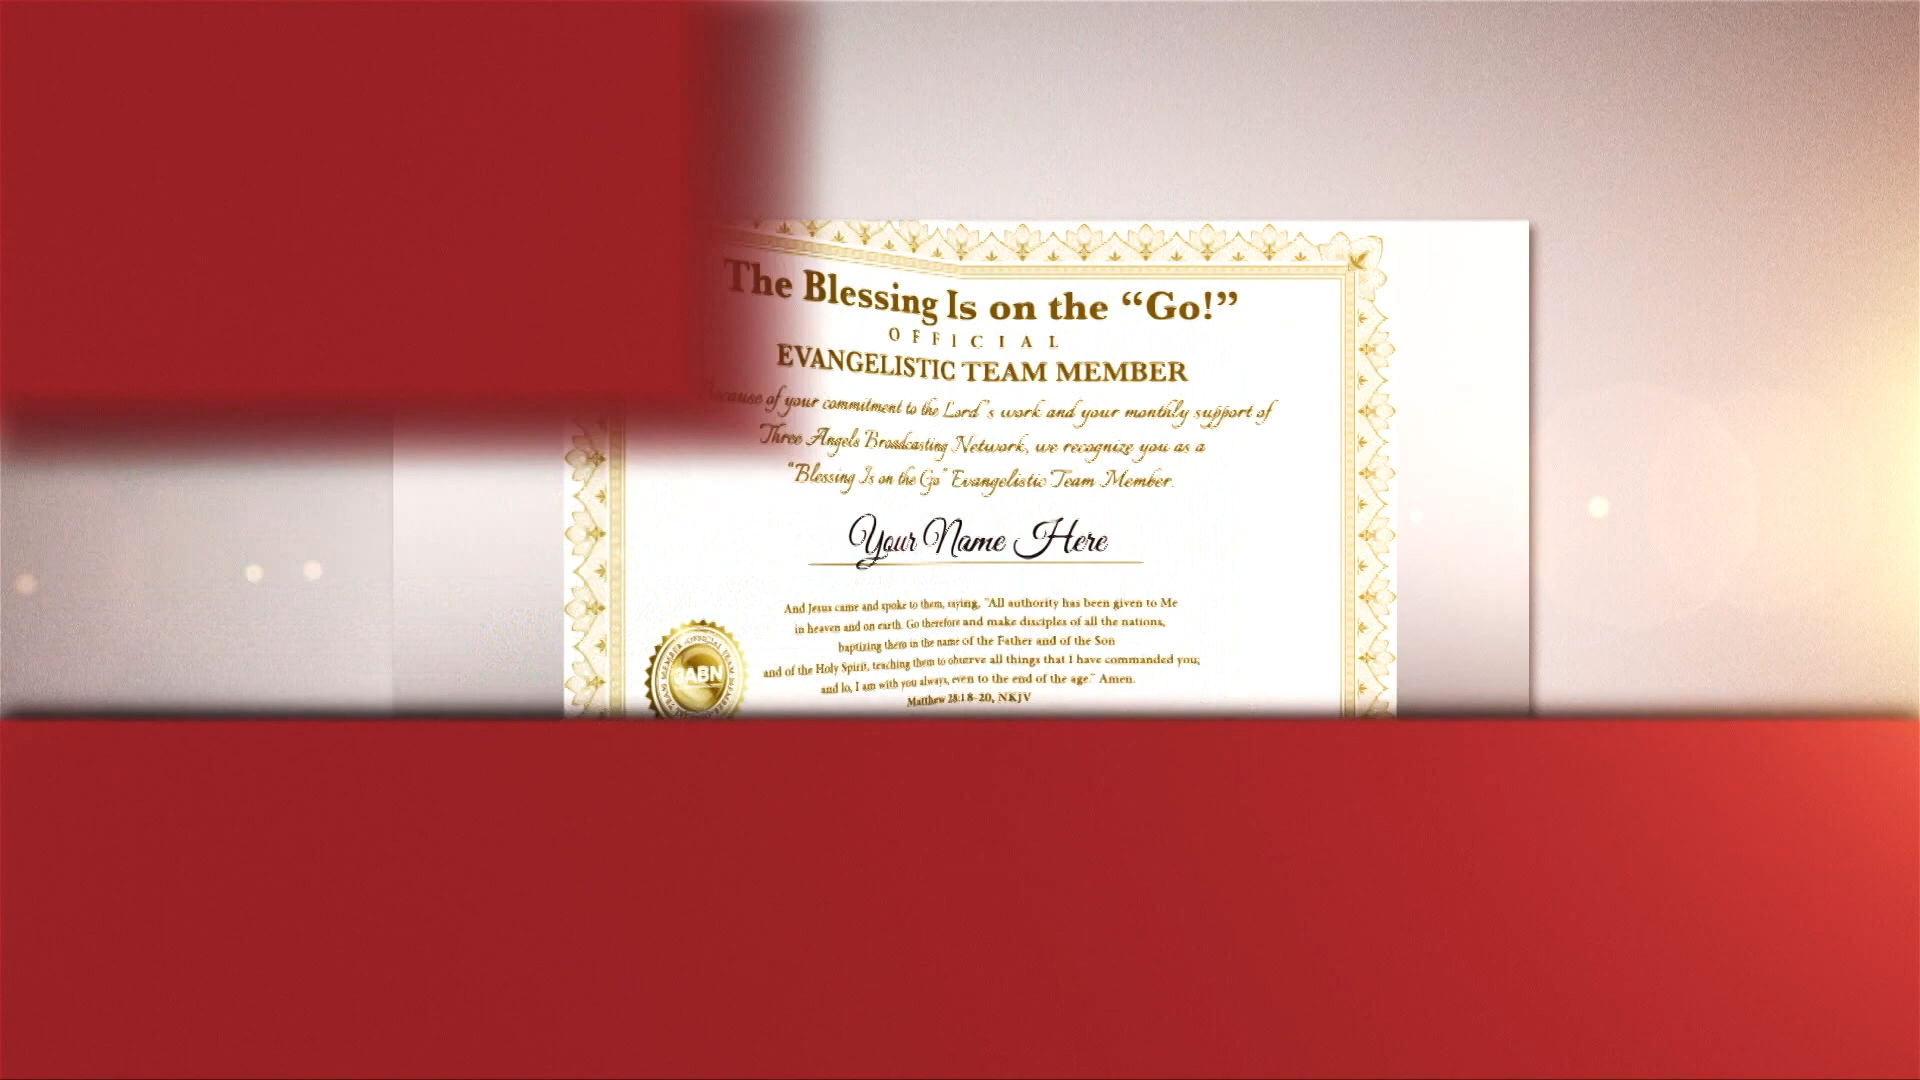 The Blessing Is on the “Go!”
OFFICIAL
EVANGELISTIC TEAM MEMBER
of your commitment to the Lord's work and your monthly support of
Three Angels Broadcasting Network, we recognize you as a
“Blessing Is on the Go” Evangelistic Team Member.
Your Name Here
And Jesus came and spoke to them, saying, “All authority has been given to Me
in heaven and on earth. Go therefore and make disciples of all the nations,
baptizing them in the name of the Father and of the Son
and of the Holy Spirit, teaching them to observe all things that I have commanded you;
and lo, I am with you always, even to the end of the age.” Amen.
Matthew 28:18-20, NKJV
3ABN
OFFICIAL TEAM MEMBER